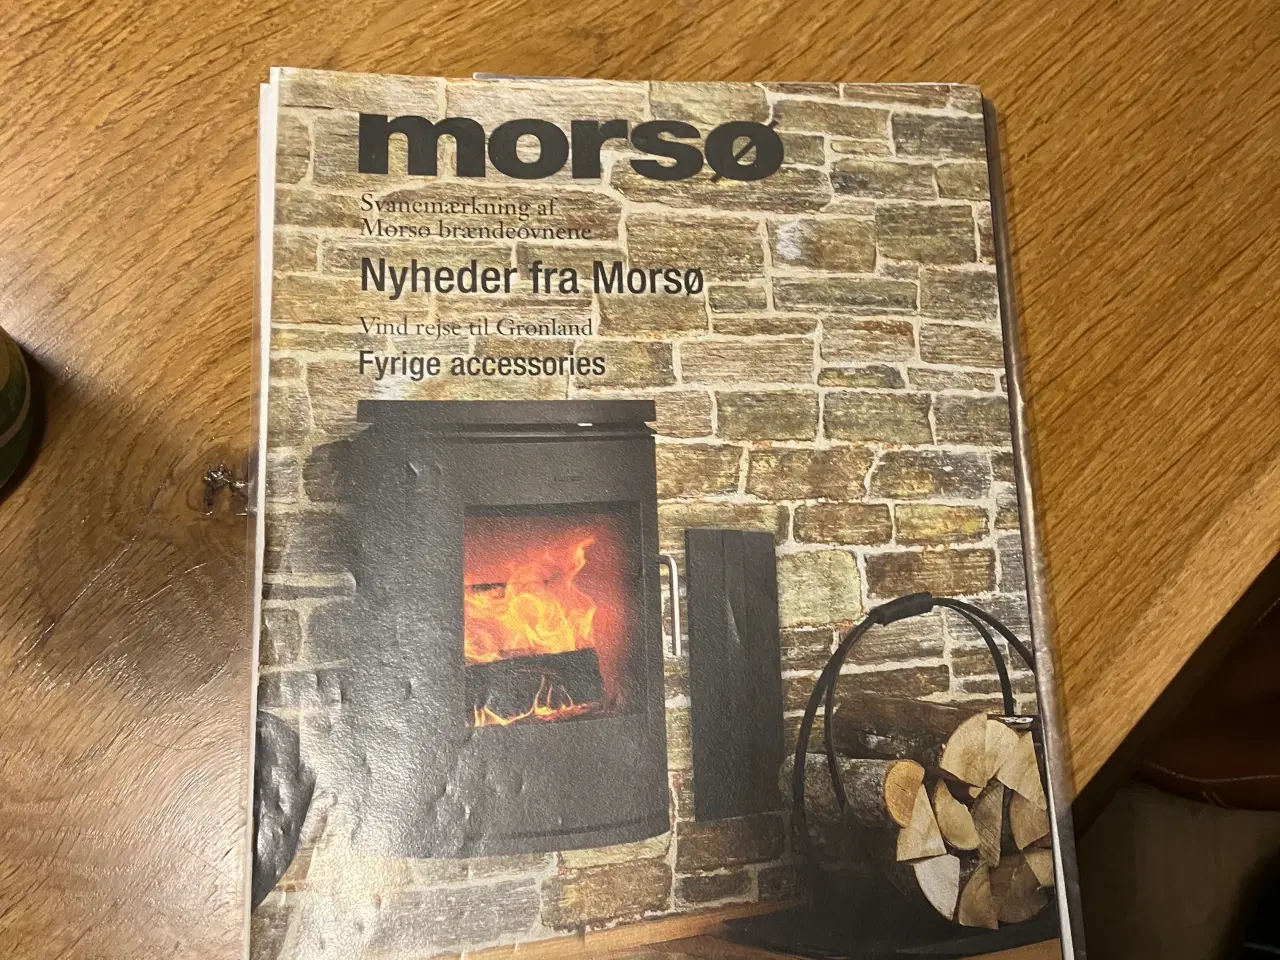 morsø
Svanemærkning af
Morsø brændeovnene
Nyheder fra Morsø
Vind rejse til Grønland
Fyrige accessories